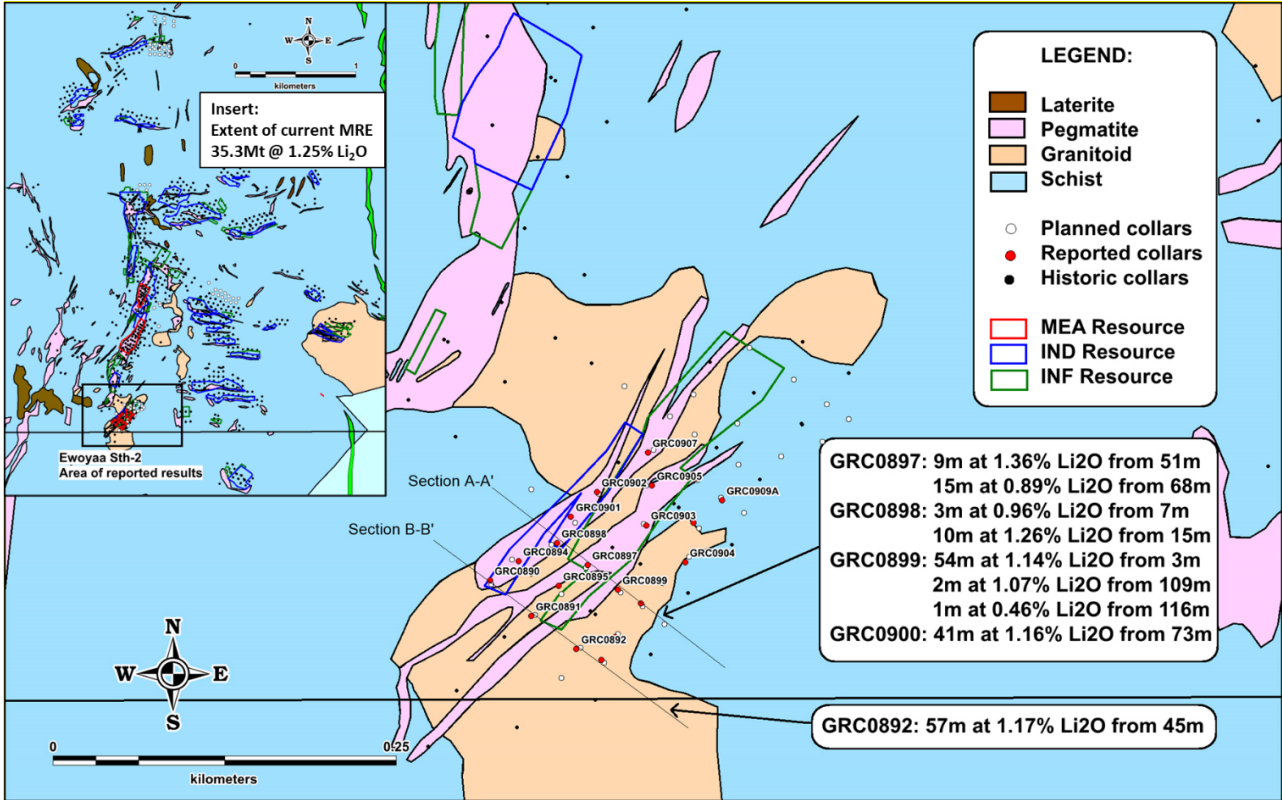 N
W E
S
0 1
kilometers
Insert:
Extent of current MRE
35.3Mt @ 1.25% Li₂O
Ewoyaa Sth-2
Area of reported results
LEGEND:
Laterite
Pegmatite
Granitoid
Schist
Planned collars
Reported collars
Historic collars
MEA Resource
IND Resource
INF Resource
Section A-A'
Section B-B'
GRC0907
GRC0905
GRC0902
GRC0909A
GRC0901
GRC0903
GRC0898
GRC0894
GRC0897
GRC0904
GRC0890
GRC0895
GRC0899
GRC0891
GRC0892
GRC0897: 9m at 1.36% Li2O from 51m
15m at 0.89% Li2O from 68m
GRC0898: 3m at 0.96% Li2O from 7m
10m at 1.26% Li2O from 15m
GRC0899: 54m at 1.14% Li2O from 3m
2m at 1.07% Li2O from 109m
1m at 0.46% Li2O from 116m
GRC0900: 41m at 1.16% Li2O from 73m
GRC0892: 57m at 1.17% Li2O from 45m
N
W E
S
0 0.25
kilometers